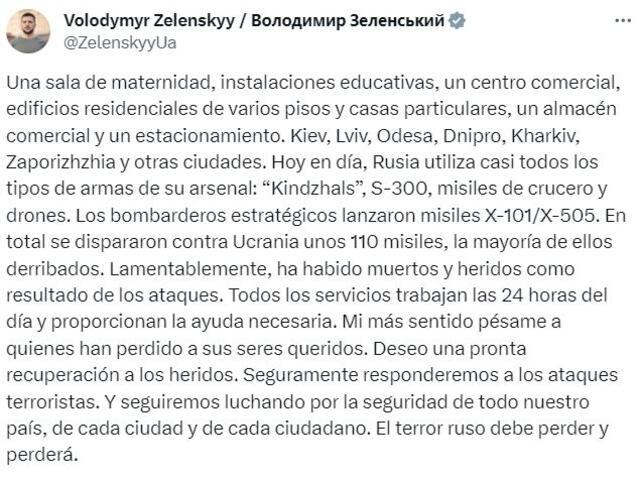 Volodymyr Zelenskyy / Володимир Зеленський
@ZelenskyyUa
Una sala de maternidad, instalaciones educativas, un centro comercial,
edificios residenciales de varios pisos y casas particulares, un almacén
comercial y un estacionamiento. Kiev, Lviv, Odesa, Dnipro, Kharkiv,
Zaporizhzhia y otras ciudades. Hoy en día, Rusia utiliza casi todos los
tipos de armas de su arsenal: “Kindzhals”, S-300, misiles de crucero y
drones. Los bombarderos estratégicos lanzaron misiles X-101/X-505. En
total se dispararon contra Ucrania unos 110 misiles, la mayoría de ellos
derribados. Lamentablemente, ha habido muertos y heridos como
resultado de los ataques. Todos los servicios trabajan las 24 horas del
día y proporcionan la ayuda necesaria. Mi más sentido pésame a
quienes han perdido a sus seres queridos. Deseo una pronta
recuperación a los heridos. Seguramente responderemos a los ataques
terroristas. Y seguiremos luchando por la seguridad de todo nuestro
país, de cada ciudad y de cada ciudadano. El terror ruso debe perder y
perderá.